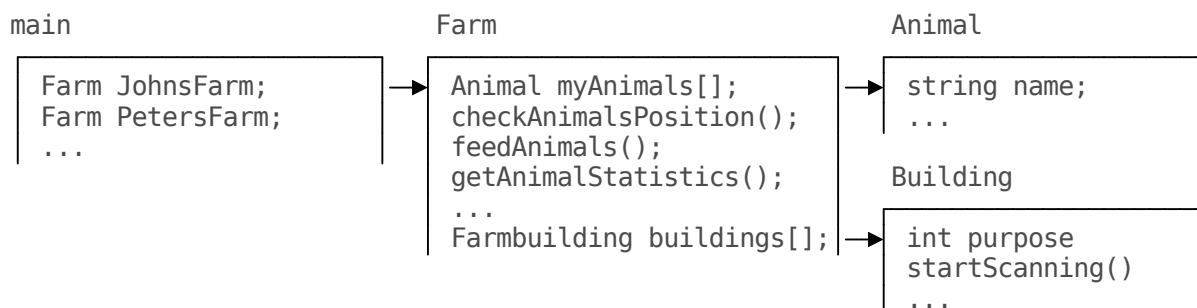 main
Farm JohnsFarm;
Farm PetersFarm;
...
Farm
Animal myAnimals[];
checkAnimalsPosition();
feedAnimals();
getAnimalStatistics();
...
Farmbuilding buildings[];
Animal
string name;
...
Building
int purpose
startScanning()
...